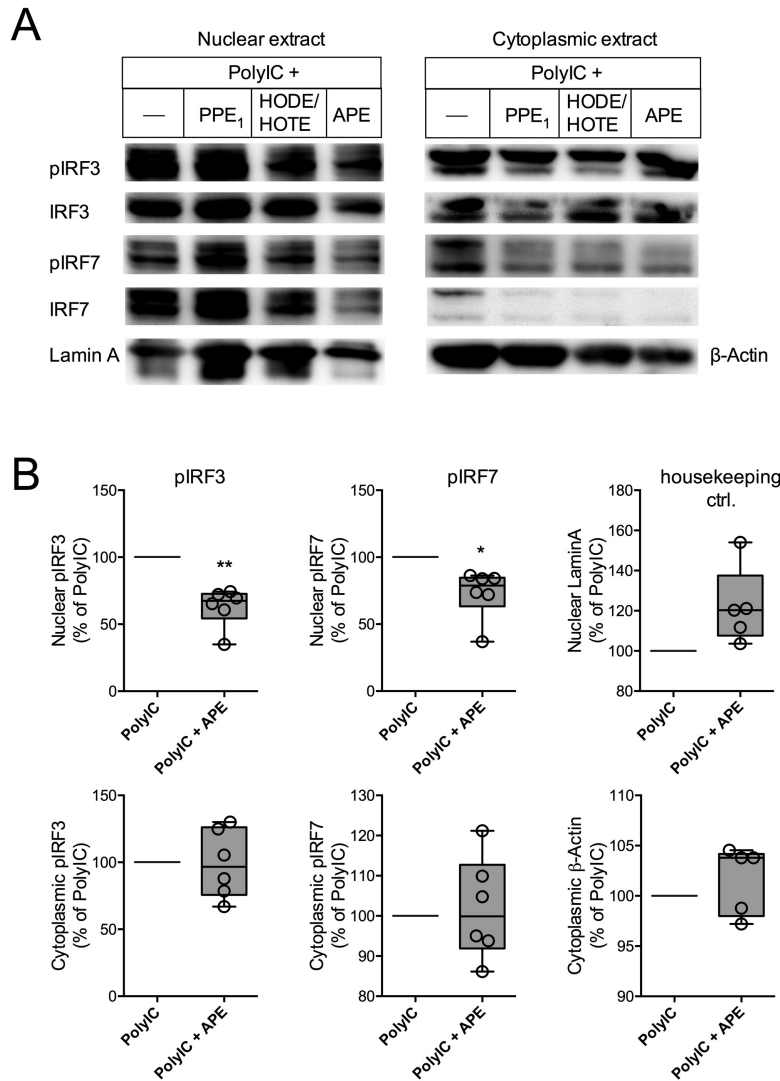 A
Nuclear extract
Cytoplasmic extract
PolyIC +
PolyIC +
—
PPE₁
HODE/
HOTE
APE
—
PPE₁
HODE/
HOTE
APE
pIRF3
IRF3
pIRF7
IRF7
Lamin A
β-Actin
B
pIRF3
Nuclear pIRF3
(% of PolyIC)
150
100
50
0
**
PolyIC
PolyIC + APE
pIRF7
Nuclear pIRF7
(% of PolyIC)
150
100
50
0
*
PolyIC
PolyIC + APE
housekeeping
ctrl.
Nuclear LaminA
(% of PolyIC)
180
160
140
120
100
80
PolyIC
PolyIC + APE
Cytoplasmic pIRF3
(% of PolyIC)
150
100
50
0
PolyIC
PolyIC + APE
Cytoplasmic pIRF7
(% of PolyIC)
130
120
110
100
90
80
PolyIC
PolyIC + APE
Cytoplasmic β-Actin
(% of PolyIC)
110
105
100
95
90
PolyIC
PolyIC + APE